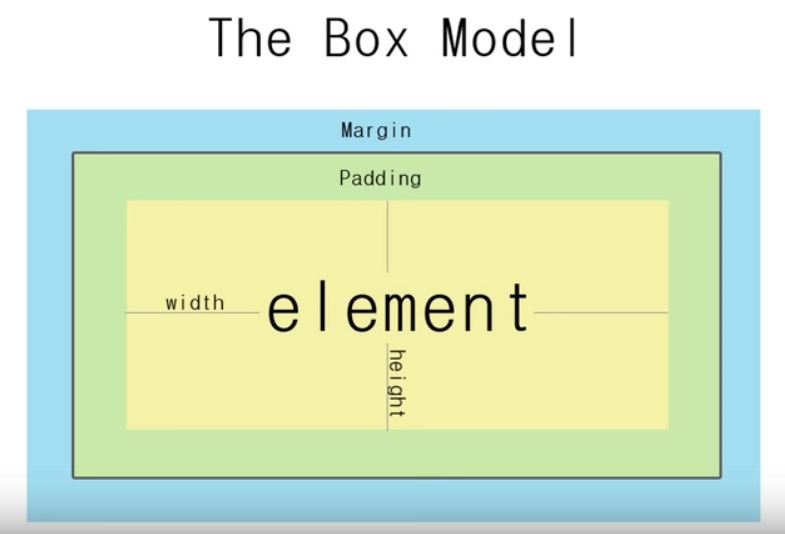 The Box Model
Margin
Padding
width
element
height